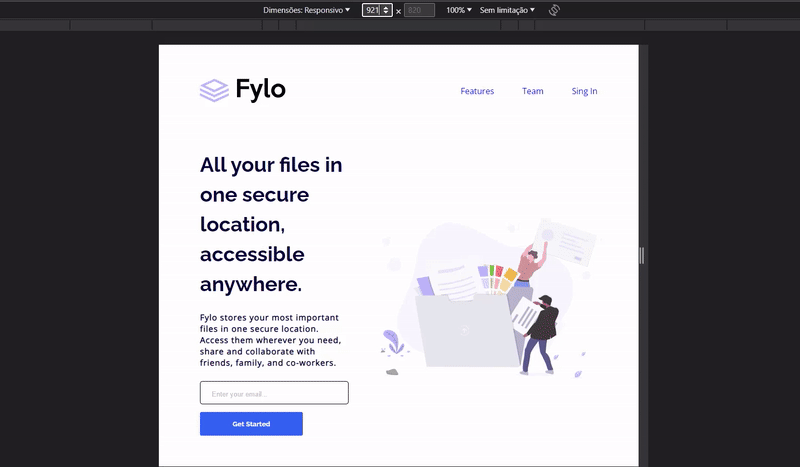 Dimensões: Responsivo ▾ 921 × 820 100% ▾ Sem limitação ▾
Fylo
Features Team Sing In
All your files in
one secure
location,
accessible
anywhere.
Fylo stores your most important
files in one secure location.
Access them wherever you need,
share and collaborate with
friends, family, and co-workers.
Enter your email...
Get Started